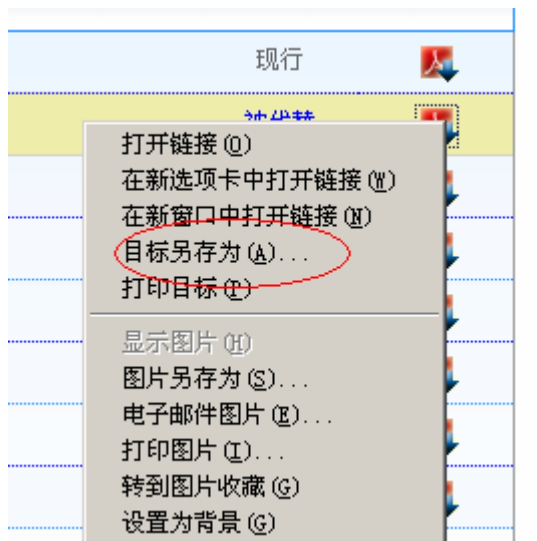 现行
被代替
打开链接(O)
在新选项卡中打开链接(W)
在新窗口中打开链接(N)
目标另存为(A)...
打印目标(P)
显示图片(H)
图片另存为(S)...
电子邮件图片(E)...
打印图片(I)...
转到图片收藏(G)
设置为背景(G)